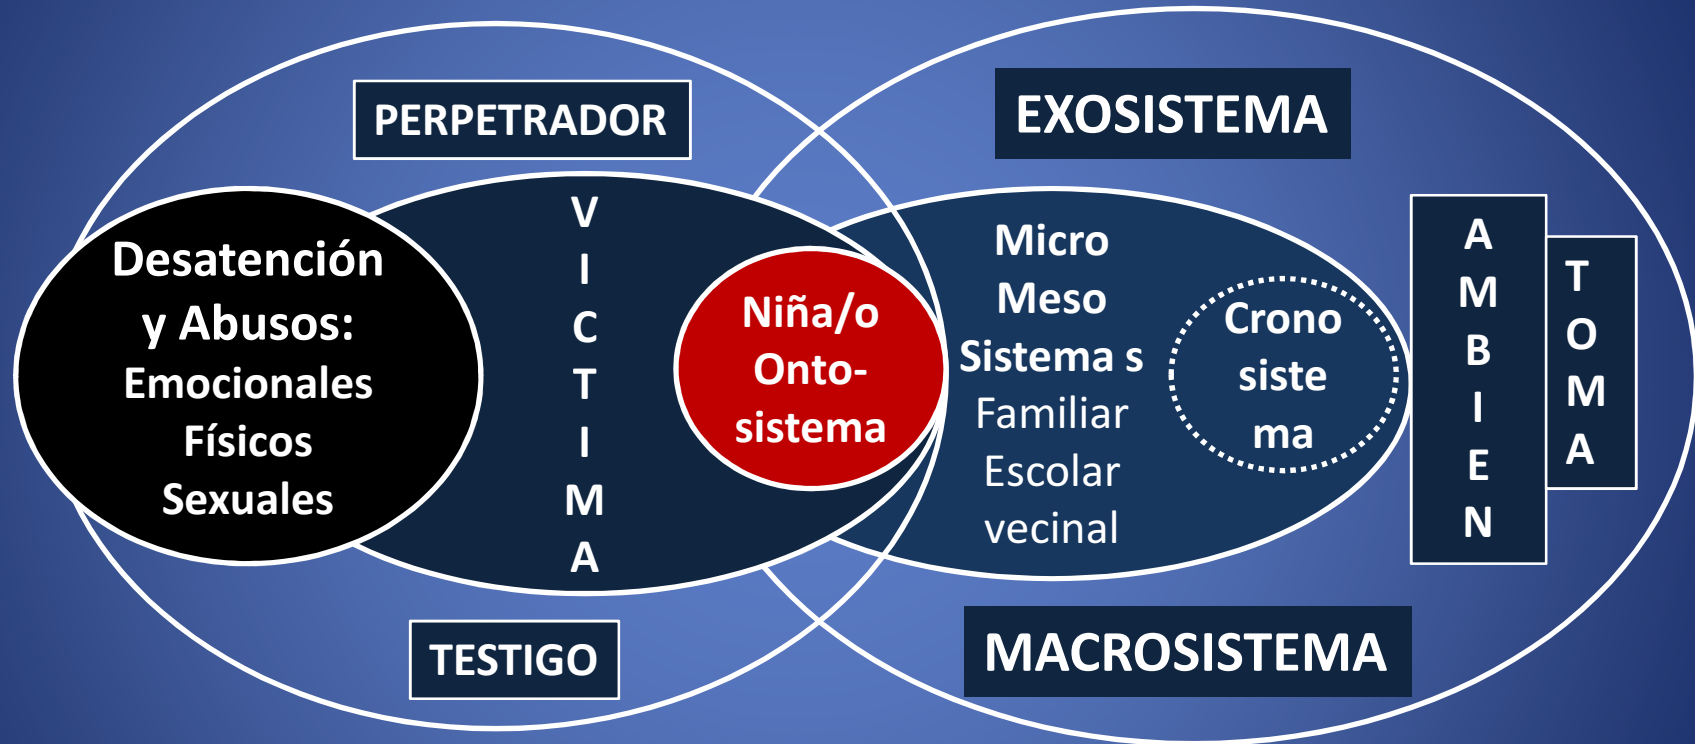 PERPETRADOR
EXOSISTEMA
Desatención
y Abusos:
Emocionales
Físicos
Sexuales
V
I
C
T
I
M
A
Niña/o
Onto-
sistema
Micro
Meso
Sistema s
Familiar
Escolar
vecinal
Crono
siste
ma
A
M
B
I
E
N
T
O
M
A
TESTIGO
MACROSISTEMA